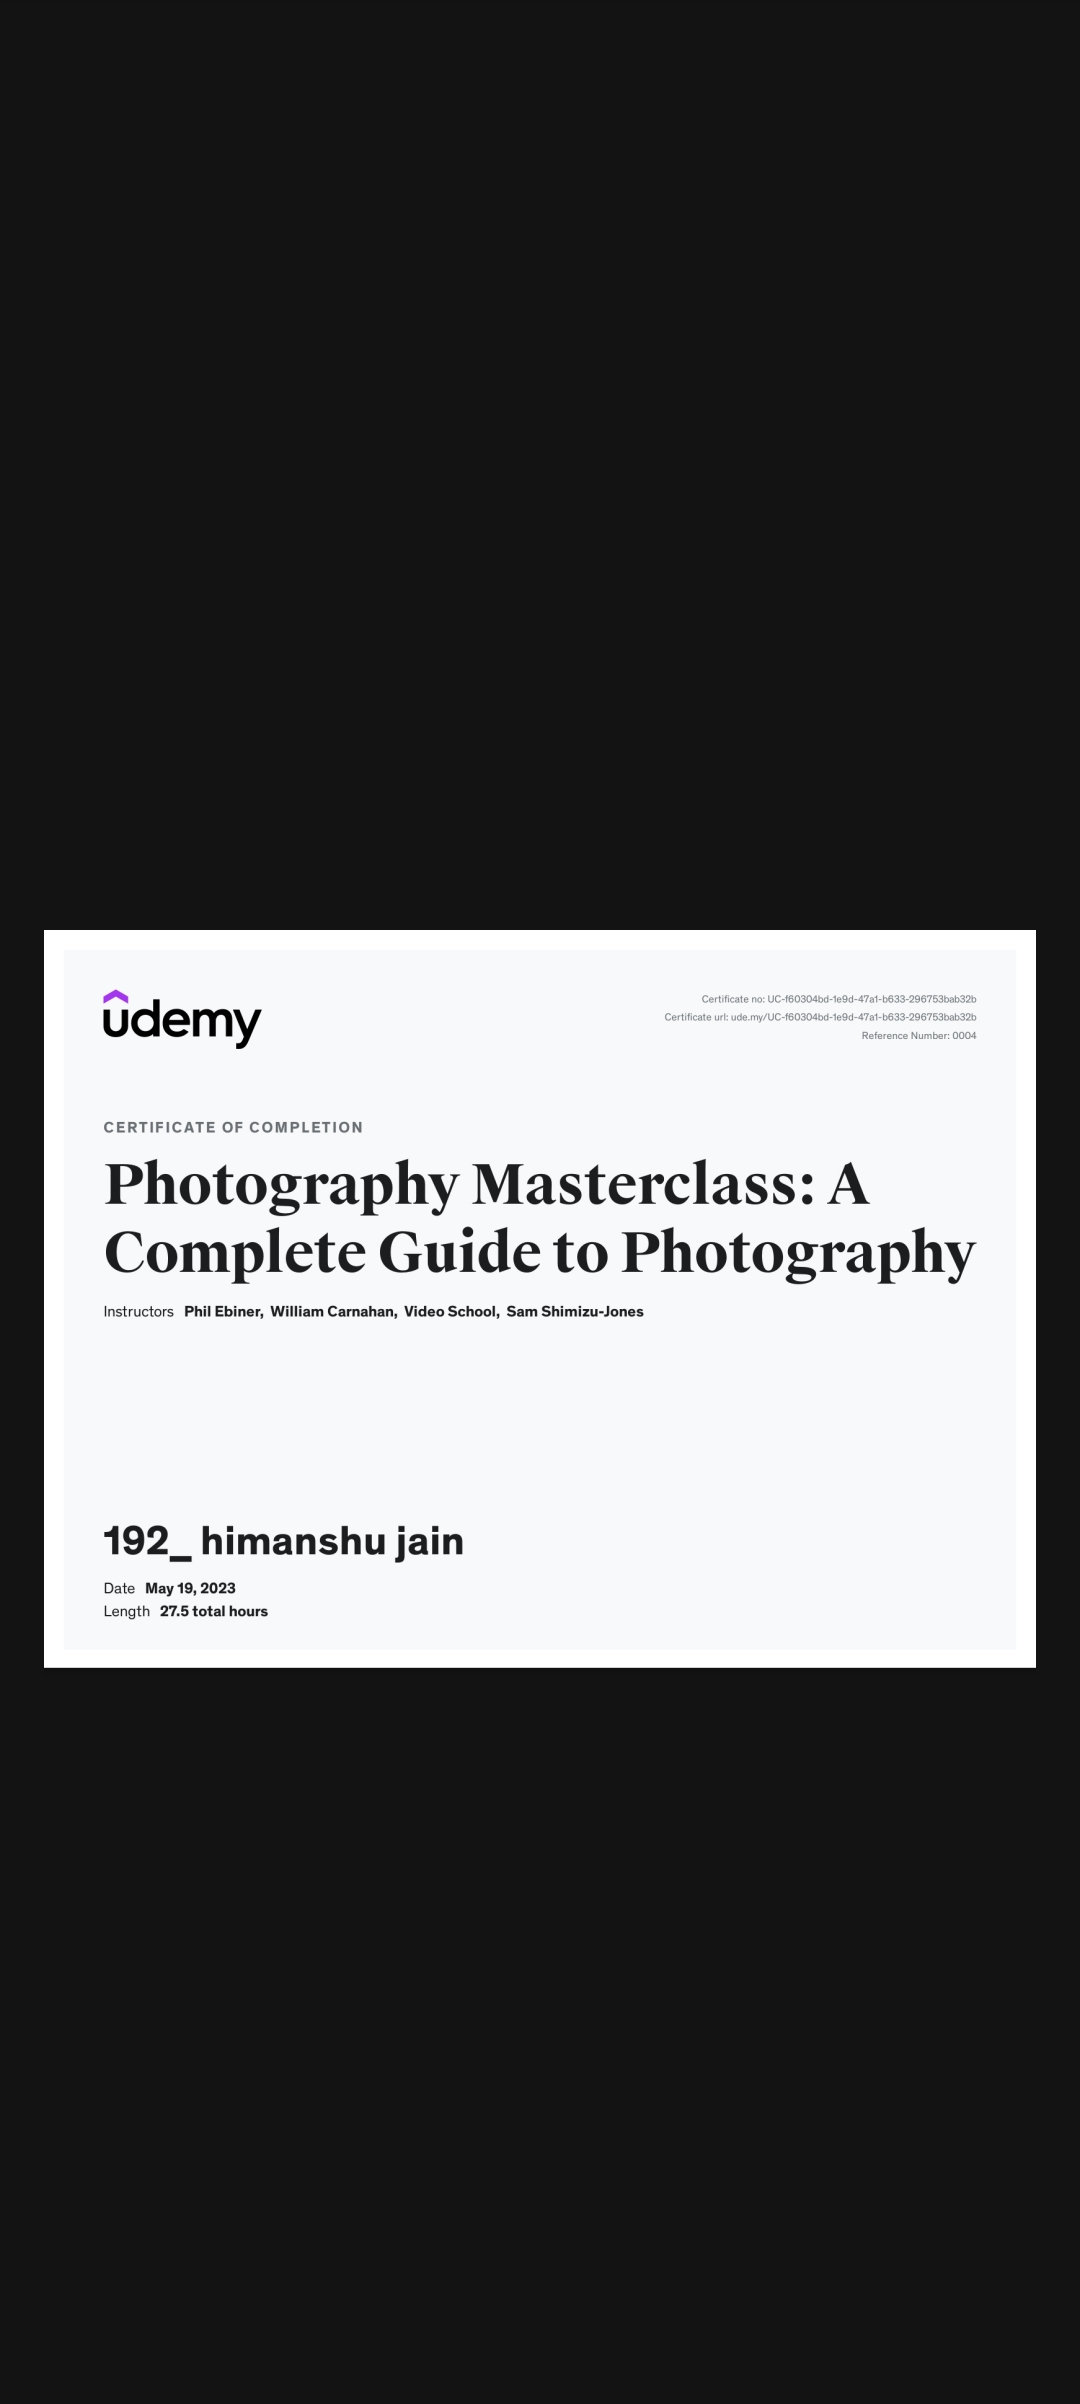 udemy
Certificate no: UC-f60304bd-1e9d-47a1-b633-296753bab32b
Certificate url: ude.my/UC-f60304bd-1e9d-47a1-b633-296753bab32b
Reference Number: 0004
CERTIFICATE OF COMPLETION
Photography Masterclass: A
Complete Guide to Photography
Instructors Phil Ebiner, William Carnahan, Video School, Sam Shimizu-Jones
192_ himanshu jain
Date May 19, 2023
Length 27.5 total hours